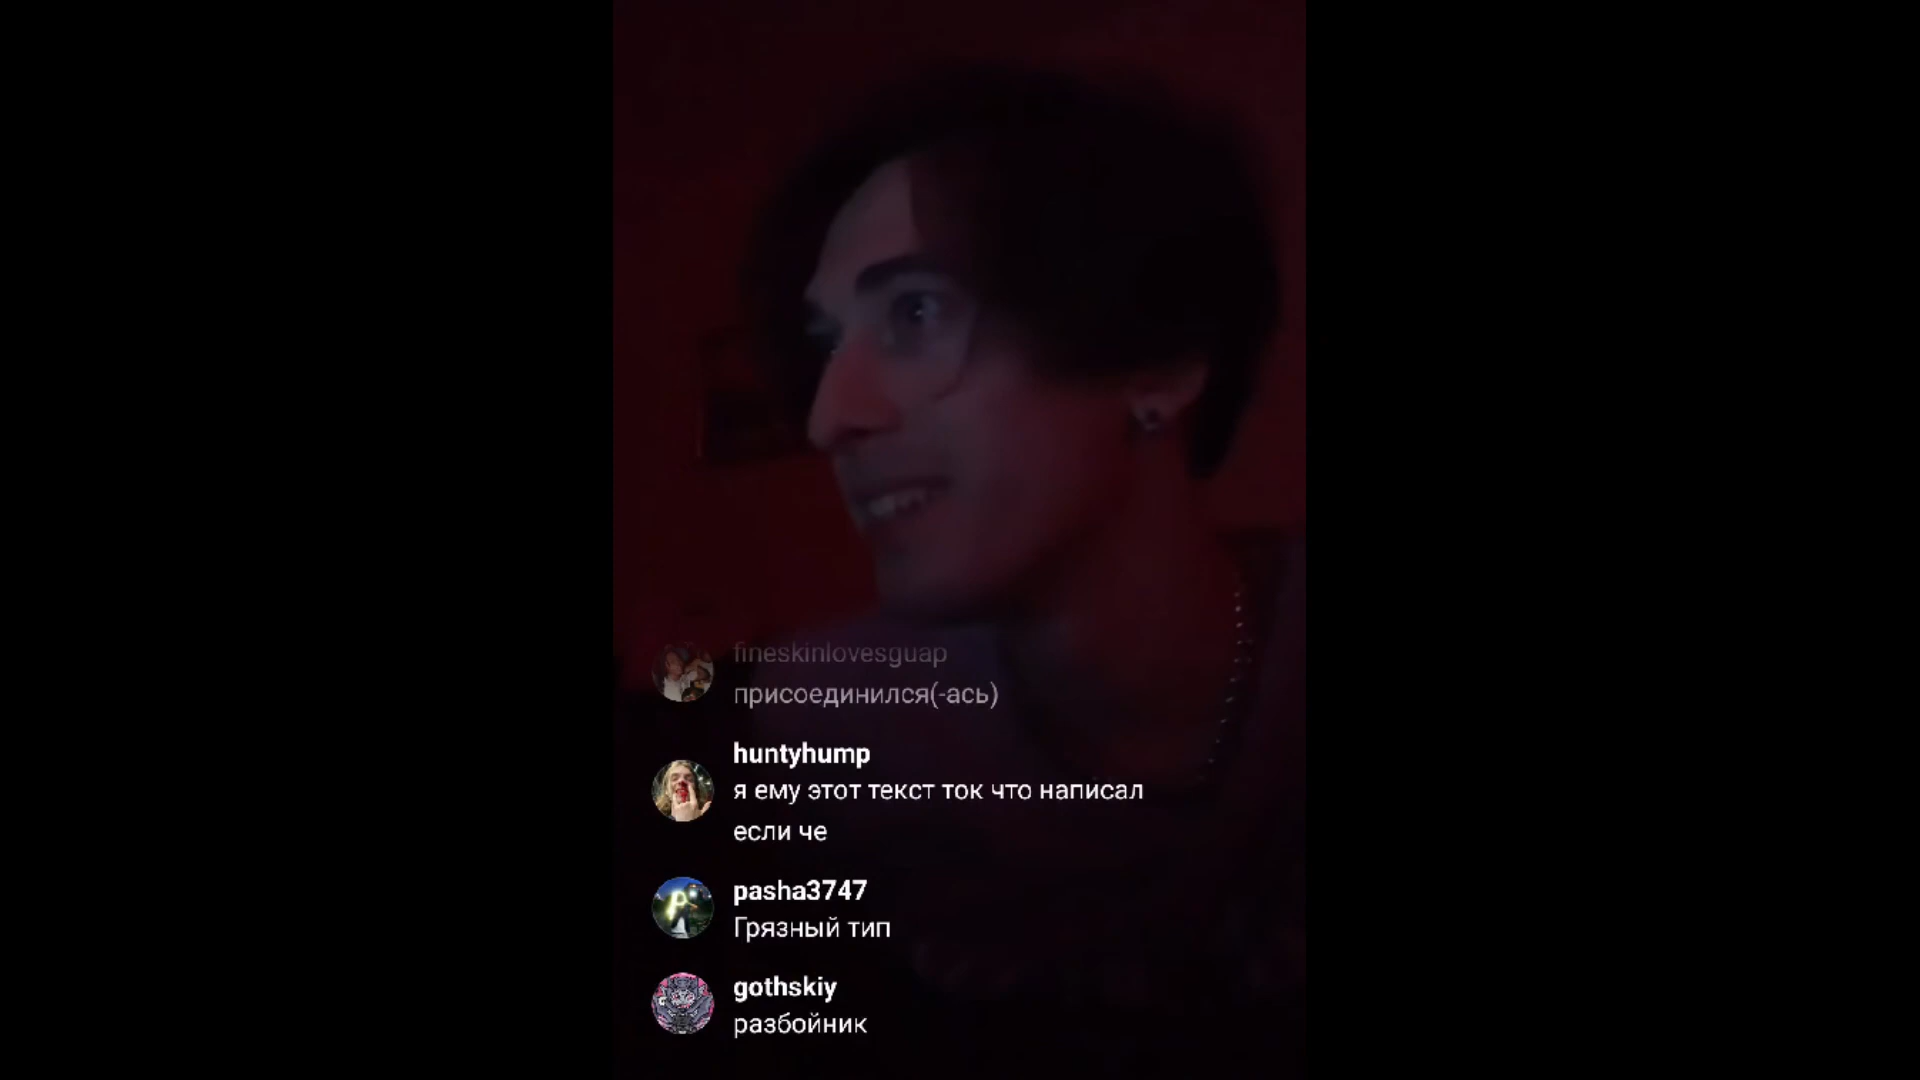 fineskinlovesguap
присоединился(-ась)
huntyhump
я ему этот текст ток что написал
если че
pasha3747
Грязный тип
gothskiy
разбойник